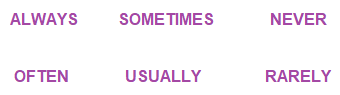 ALWAYS SOMETIMES NEVER
OFTEN USUALLY RARELY